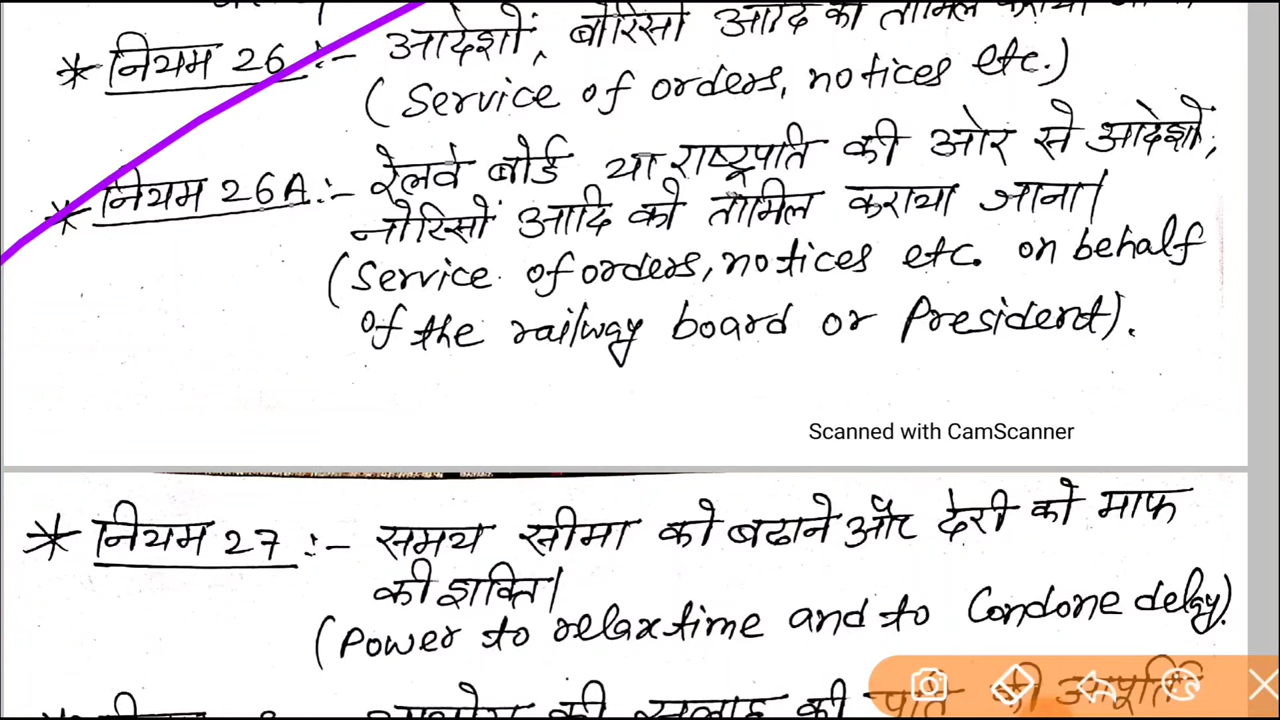 * नियम 26 :- आदेशों, नोटिसों आदि को तामिल कराया
(Service of orders, notices etc.)
* नियम 26A :- रेलवे बोर्ड या राष्ट्रपति की ओर से आदेशों,
नोटिसों आदि को तामिल कराया जाना।
(Service of orders, notices etc. on behalf
of the railway board or President).
Scanned with CamScanner
* नियम 27 :- समय सीमा को बढाने और देरी को माफ
की शक्ति।
(Power to relax time and to Condone delay)
की सलाह की